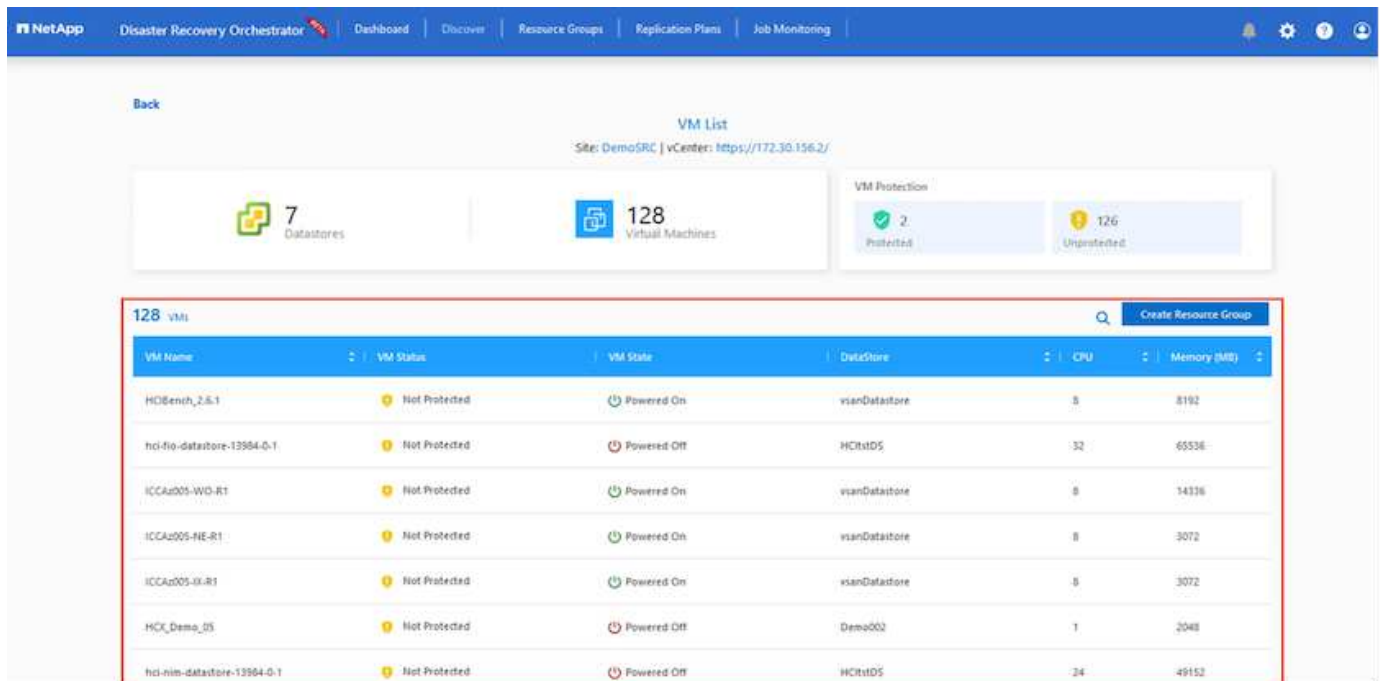 NetApp Disaster Recovery Orchestrator Dashboard Discover Resource Groups Replication Plans Job Monitoring
Back
VM List
Site: DemoSRC | vCenter: https://172.30.156.2/
7
Datastores
128
Virtual Machines
VM Protection
2
Protected
126
Unprotected
128 VMs
Create Resource Group
VM Name VM Status VM State DataStore CPU Memory (MB)
HCIBench_2.6.1 Not Protected Powered On vsanDatastore 8 8192
hci-fio-datastore-13984-0-1 Not Protected Powered Off HCItstDS 32 65536
ICCAz005-WO-R1 Not Protected Powered On vsanDatastore 8 14336
ICCAz005-NE-R1 Not Protected Powered On vsanDatastore 8 3072
ICCAz005-IX-R1 Not Protected Powered On vsanDatastore 8 3072
HCX_Demo_05 Not Protected Powered Off Demo002 1 2048
hci-nim-datastore-13984-0-1 Not Protected Powered Off HCItstDS 24 49152